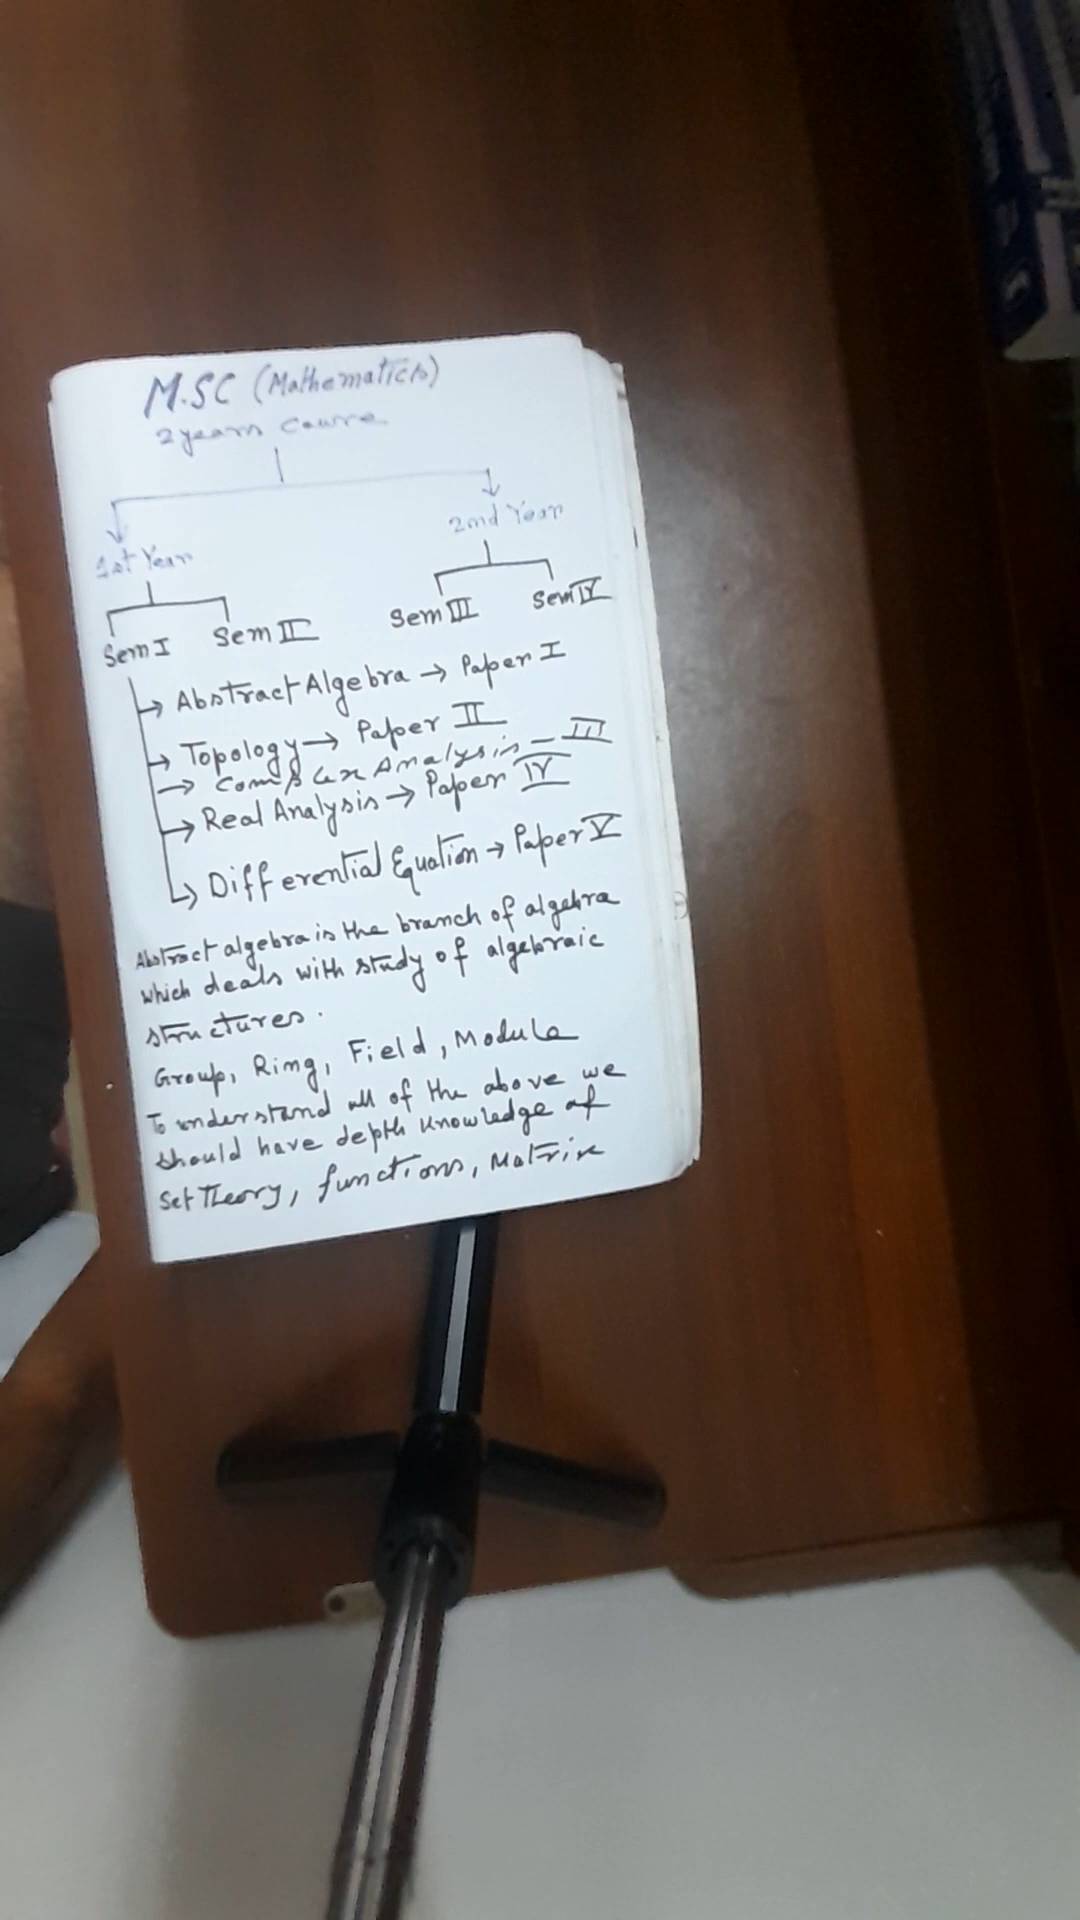 M.SC (Mathematics)
2 years Course
1st Year
2nd Year
Sem I
Sem II
Sem III
Sem IV
Abstract Algebra → Paper I
Topology → Paper II
→ Complex Analysis - III
Real Analysis → Paper IV
Differential Equation → Paper V
Abstract algebra is the branch of algebra
which deals with study of algebraic
structures.
Group, Ring, Field, Module
To understand all of the above we
should have depth knowledge of
Set Theory, functions, Matrix